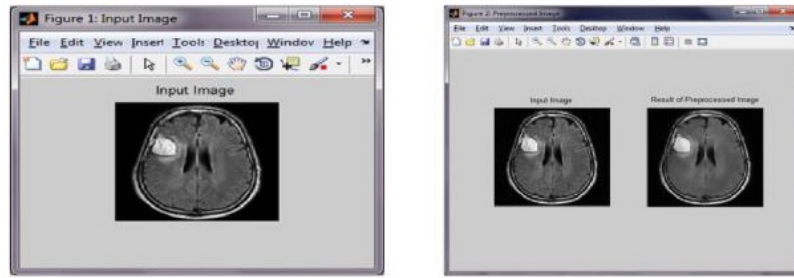 Figure 1: Input Image
File Edit View Insert Tools Desktop Window Help
Input Image
Figure 2: Preprocessed Image
File Edit View Insert Tools Desktop Window Help
Input Image
Result of Preprocessed Image